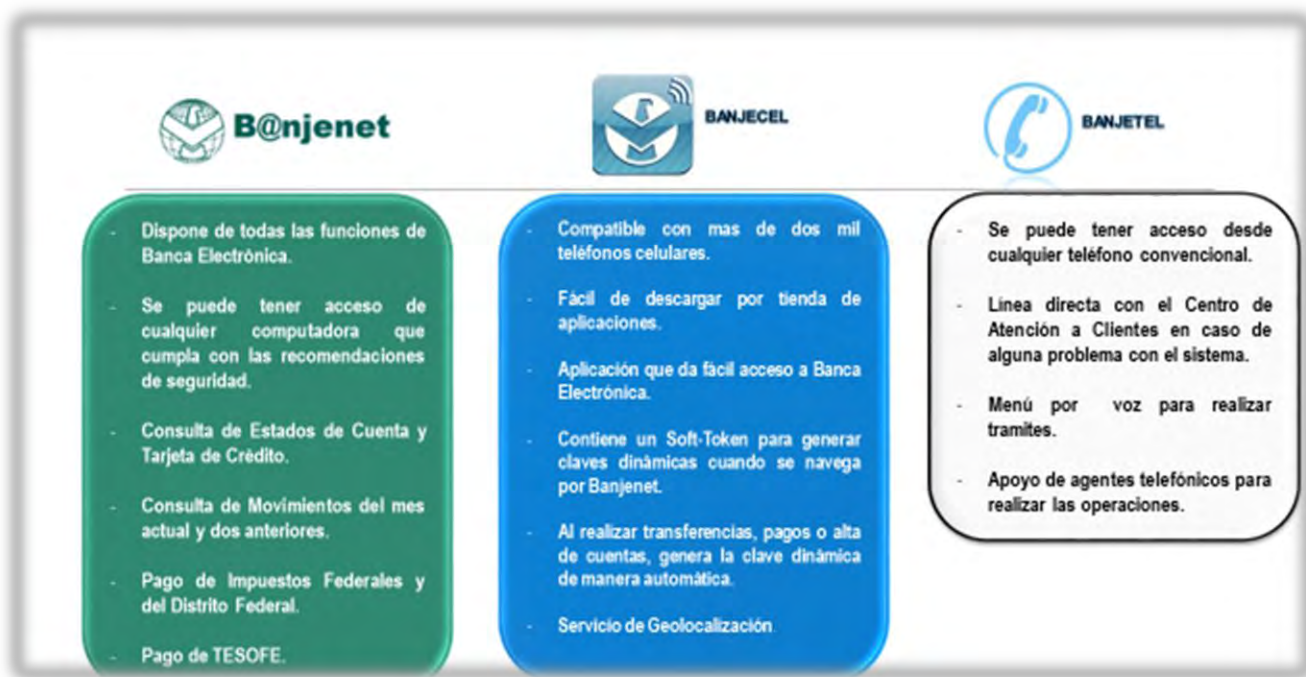 B@njenet
BANJECEL
BANJETEL
- Dispone de todas las funciones de
Banca Electrónica.
- Se puede tener acceso de
cualquier computadora que
cumpla con las recomendaciones
de seguridad.
- Consulta de Estados de Cuenta y
Tarjeta de Crédito.
- Consulta de Movimientos del mes
actual y dos anteriores.
- Pago de Impuestos Federales y
del Distrito Federal.
- Pago de TESOFE.
- Compatible con mas de dos mil
teléfonos celulares.
- Fácil de descargar por tienda de
aplicaciones.
- Aplicación que da fácil acceso a Banca
Electrónica.
- Contiene un Soft-Token para generar
claves dinámicas cuando se navega
por Banjenet.
- Al realizar transferencias, pagos o alta
de cuentas, genera la clave dinámica
de manera automática.
- Servicio de Geolocalización.
- Se puede tener acceso desde
cualquier teléfono convencional.
- Línea directa con el Centro de
Atención a Clientes en caso de
alguna problema con el sistema.
- Menú por voz para realizar
tramites.
- Apoyo de agentes telefónicos para
realizar las operaciones.